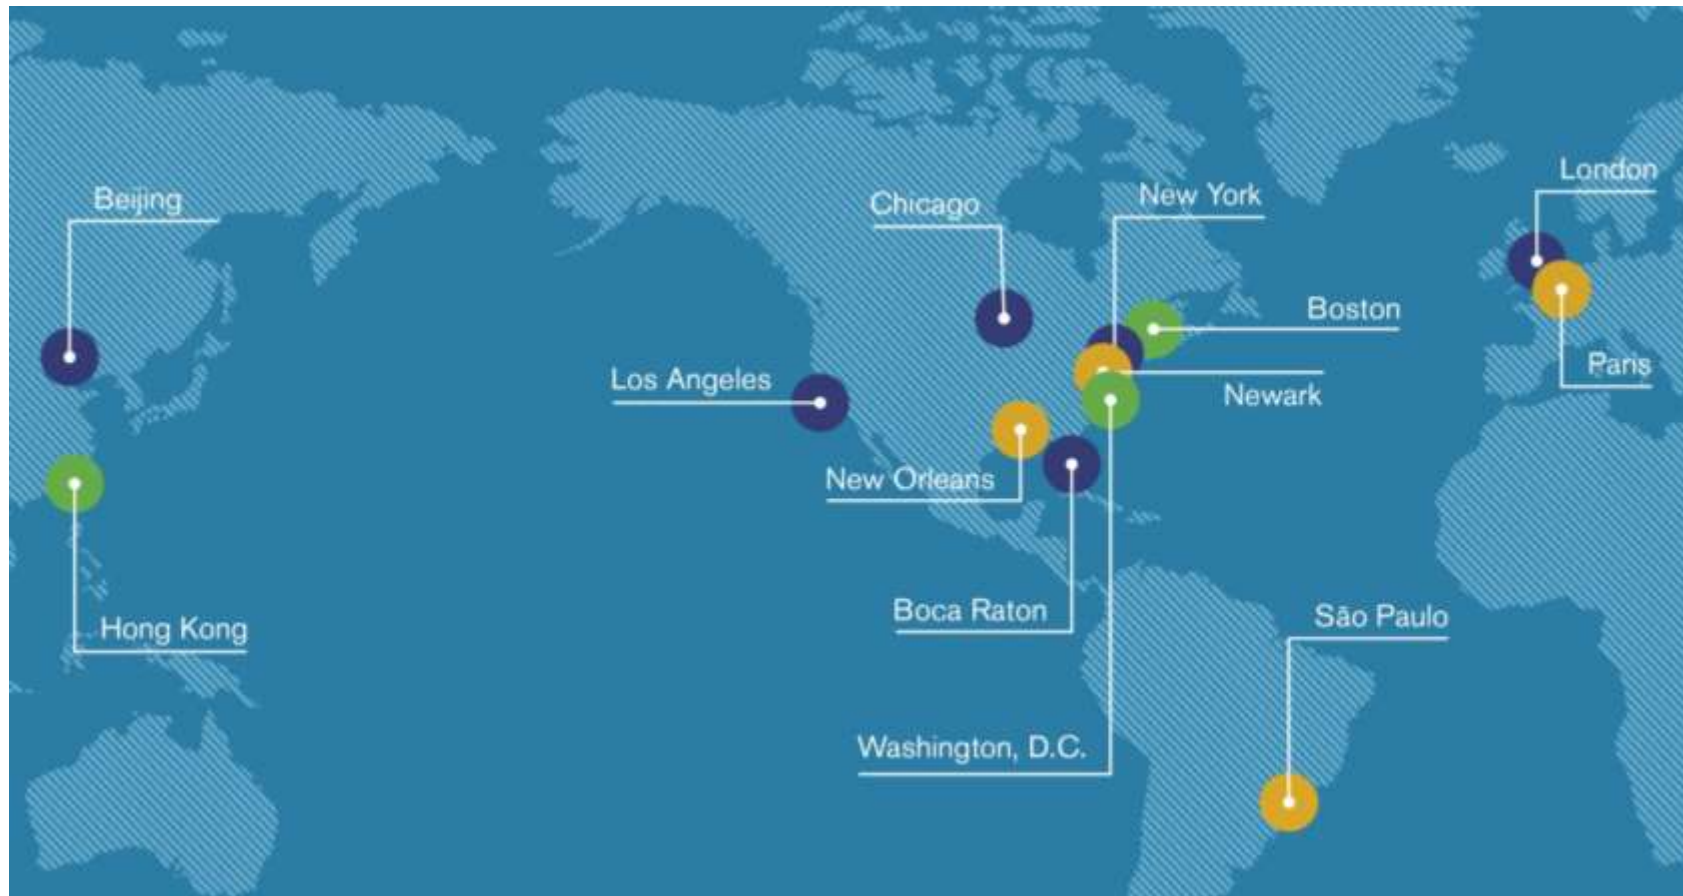 London
Beijing
New York
Chicago
Boston
Paris
Los Angeles
Newark
New Orleans
Boca Raton
São Paulo
Hong Kong
Washington, D.C.